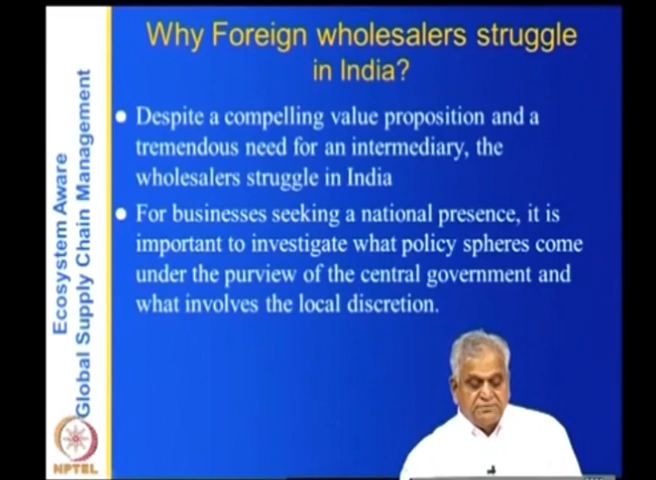 Why Foreign wholesalers struggle
in India?
Despite a compelling value proposition and a
tremendous need for an intermediary, the
wholesalers struggle in India
For businesses seeking a national presence, it is
important to investigate what policy spheres come
under the purview of the central government and
what involves the local discretion.
Ecosystem Aware
Global Supply Chain Management
NPTEL